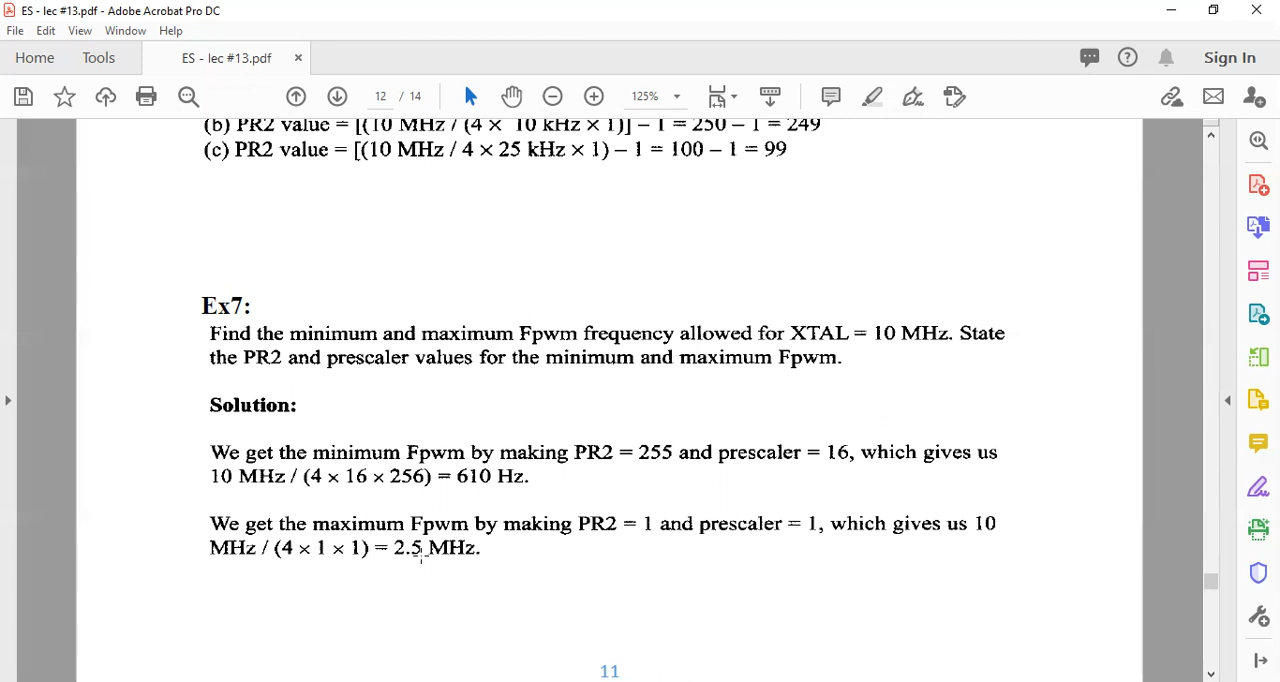 ES - lec #13.pdf - Adobe Acrobat Pro DC
File Edit View Window Help
Home Tools ES - lec #13.pdf × Sign In
12 / 14 125%
(b) PR2 value = [(10 MHz / (4 × 10 kHz × 1)] – 1 = 250 – 1 = 249
(c) PR2 value = [(10 MHz / 4 × 25 kHz × 1) – 1 = 100 – 1 = 99
Ex7:
Find the minimum and maximum Fpwm frequency allowed for XTAL = 10 MHz. State
the PR2 and prescaler values for the minimum and maximum Fpwm.
Solution:
We get the minimum Fpwm by making PR2 = 255 and prescaler = 16, which gives us
10 MHz / (4 × 16 × 256) = 610 Hz.
We get the maximum Fpwm by making PR2 = 1 and prescaler = 1, which gives us 10
MHz / (4 × 1 × 1) = 2.5 MHz.
11